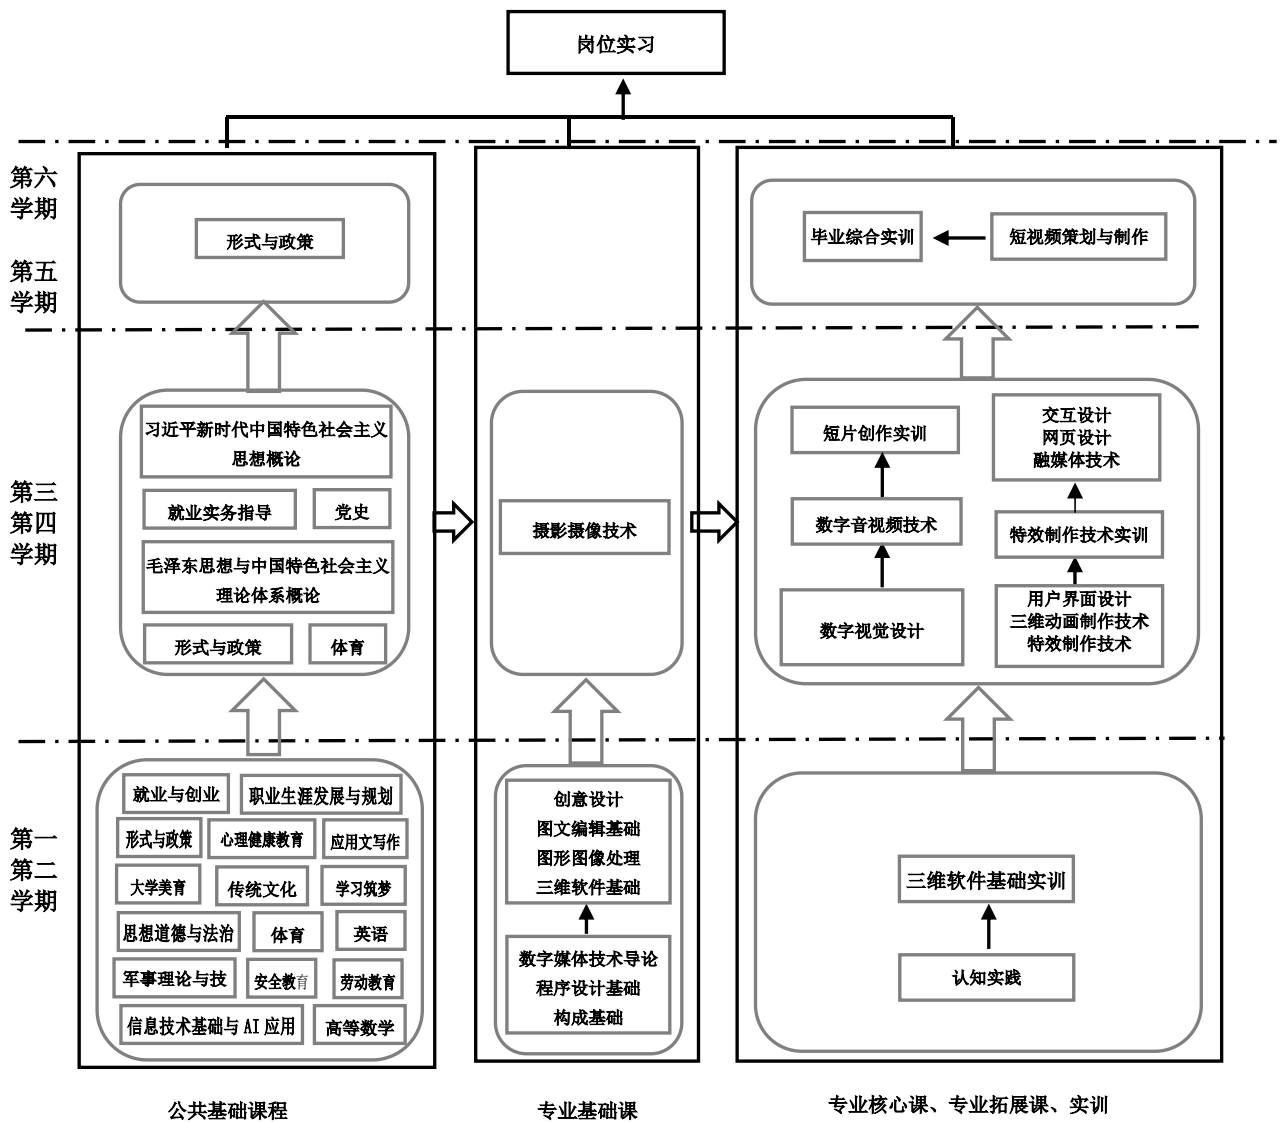 岗位实习
第六
学期
第五
学期
形式与政策
毕业综合实训
短视频策划与制作
第三
第四
学期
习近平新时代中国特色社会主义
思想概论
就业实务指导
党史
毛泽东思想与中国特色社会主义
理论体系概论
形式与政策
体育
摄影摄像技术
短片创作实训
数字音视频技术
数字视觉设计
交互设计
网页设计
融媒体技术
特效制作技术实训
用户界面设计
三维动画制作技术
特效制作技术
第一
第二
学期
就业与创业
职业生涯发展与规划
形式与政策
心理健康教育
应用文写作
大学美育
传统文化
学习筑梦
思想道德与法治
体育
英语
军事理论与技
安全教育
劳动教育
信息技术基础与 AI 应用
高等数学
创意设计
图文编辑基础
图形图像处理
三维软件基础
数字媒体技术导论
程序设计基础
构成基础
三维软件基础实训
认知实践
公共基础课程
专业基础课
专业核心课、专业拓展课、实训